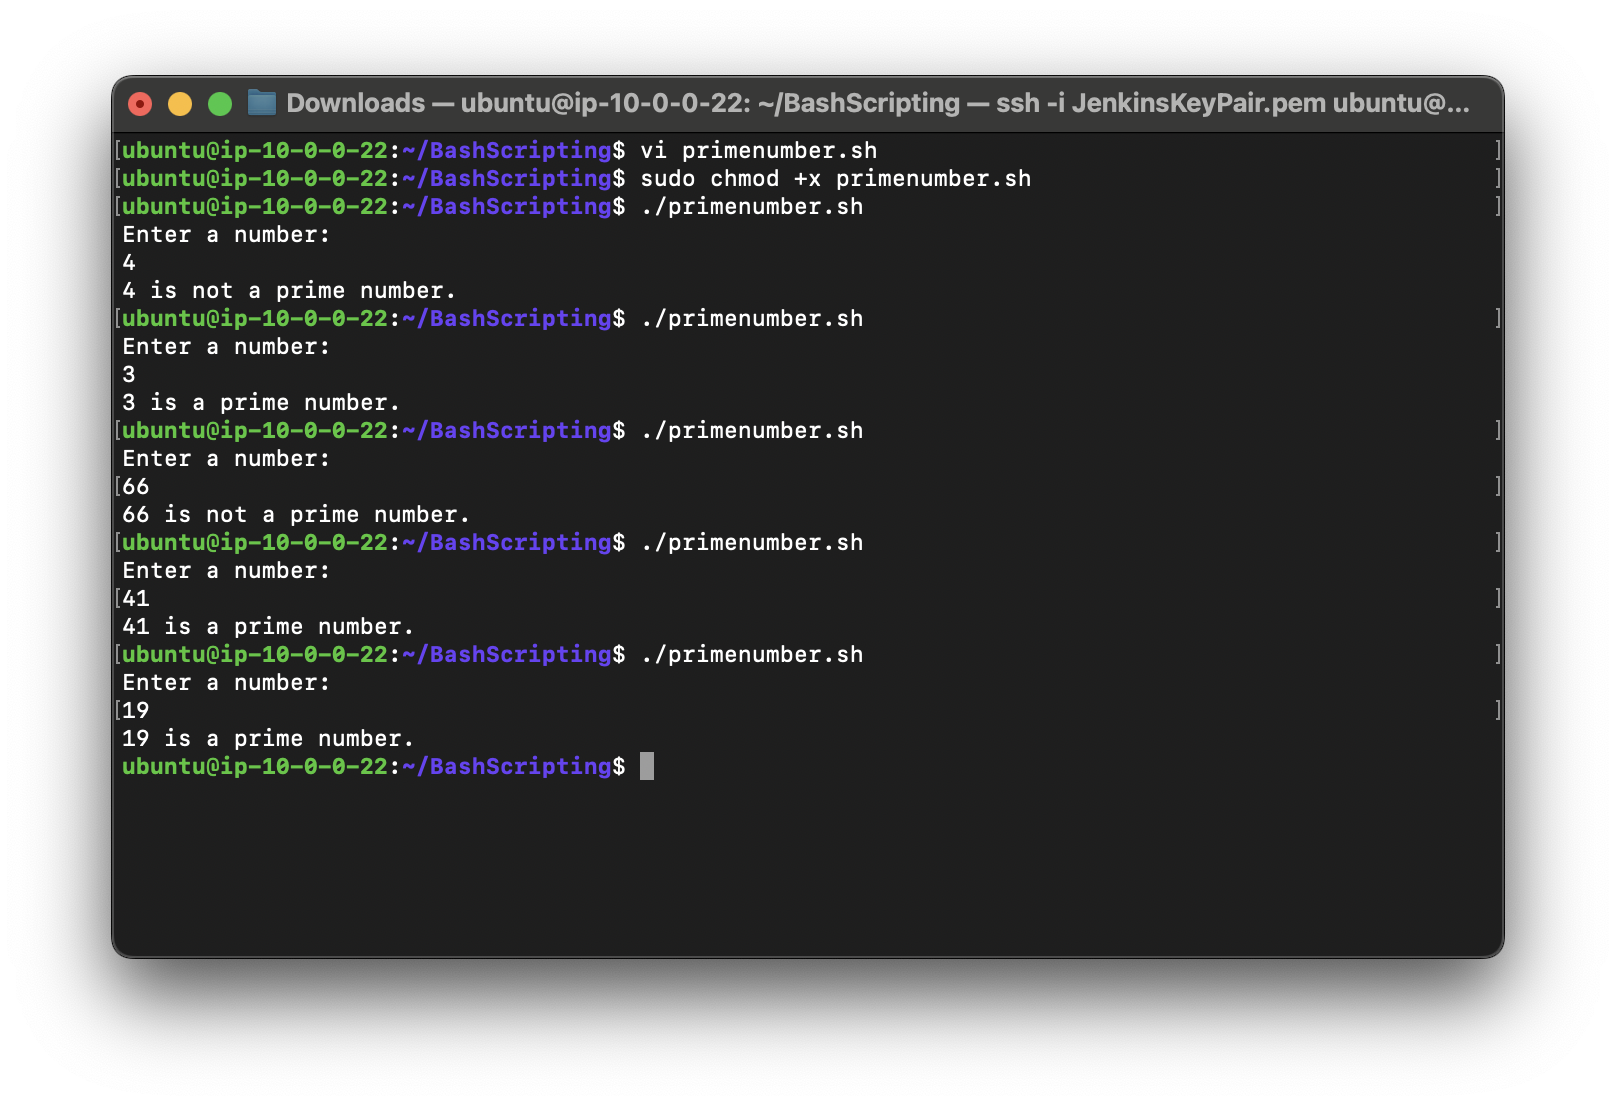 Downloads — ubuntu@ip-10-0-0-22: ~/BashScripting — ssh -i JenkinsKeyPair.pem ubuntu@...
[ubuntu@ip-10-0-0-22:~/BashScripting$ vi primenumber.sh ]
[ubuntu@ip-10-0-0-22:~/BashScripting$ sudo chmod +x primenumber.sh ]
[ubuntu@ip-10-0-0-22:~/BashScripting$ ./primenumber.sh ]
Enter a number:
4
4 is not a prime number.
[ubuntu@ip-10-0-0-22:~/BashScripting$ ./primenumber.sh ]
Enter a number:
3
3 is a prime number.
[ubuntu@ip-10-0-0-22:~/BashScripting$ ./primenumber.sh ]
Enter a number:
[66 ]
66 is not a prime number.
[ubuntu@ip-10-0-0-22:~/BashScripting$ ./primenumber.sh ]
Enter a number:
[41 ]
41 is a prime number.
[ubuntu@ip-10-0-0-22:~/BashScripting$ ./primenumber.sh ]
Enter a number:
[19 ]
19 is a prime number.
ubuntu@ip-10-0-0-22:~/BashScripting$